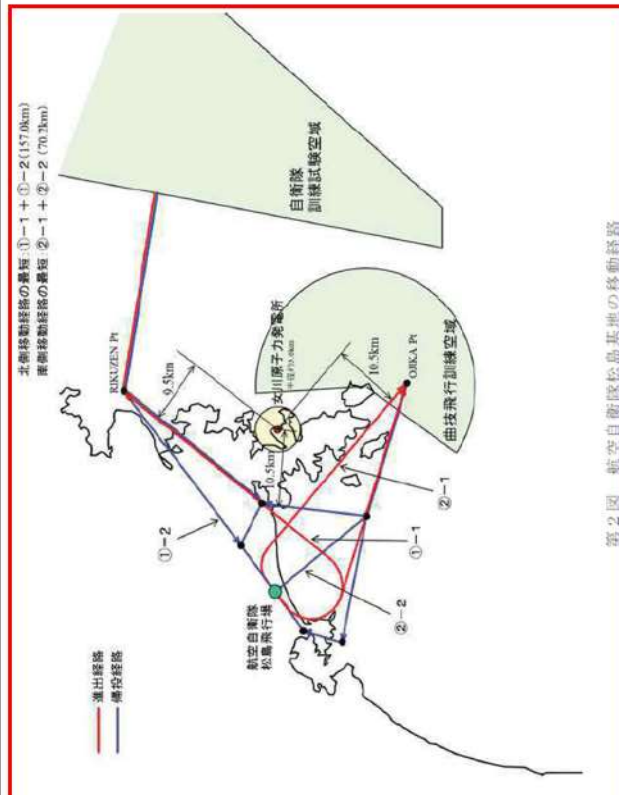 北側移動経路の最短:①-1 + ①-2 (157.0km)
南側移動経路の最短:②-1 + ②-2 (70.2km)
進出経路
帰投経路
RIKUZEN Pt
自衛隊
訓練試験空域
9.5km
①-2
女川原子力発電所
10.5km
10.5km
OJIKA Pt
曲技飛行訓練空域
②-1
①-1
②-2
航空自衛隊
松島飛行場
第2図 航空自衛隊松島基地の移動経路